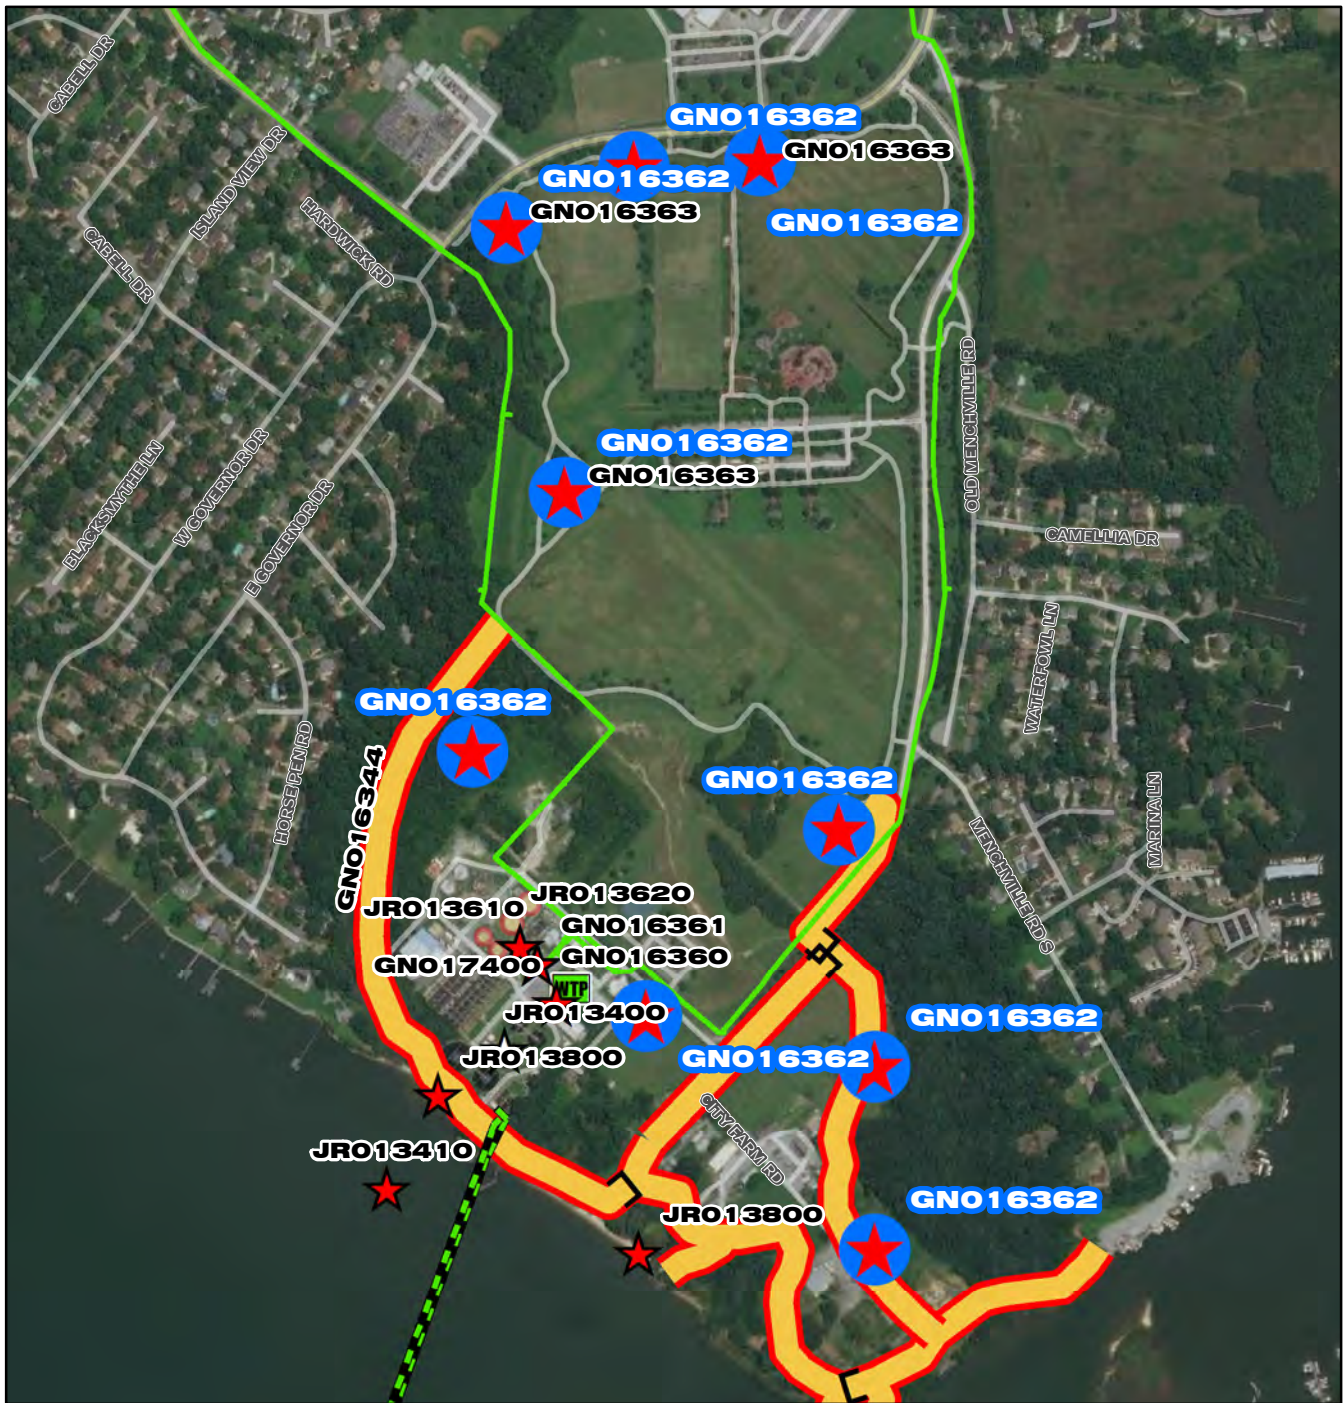 CABELL DR
ISLAND VIEW DR
GN016362
GN016363
GN016362
GN016363
GN016362
HARDWICK RD
CABELL DR
OLD MENCHVILLE RD
GN016362
GN016363
BLACKSMYTHE LN
W GOVERNOR DR
E GOVERNOR DR
CAMELLIA DR
WATERFOWL LN
GN016362
HORSE PEN RD
GN016344
GN016362
MARINA LN
MENCHVILLE RD S
JR013620
JR013610
GN016361
GN016360
GN017400
WTP
JR013400
GN016362
JR013800
GN016362
CITY FARM RD
JR013410
GN016362
JR013800